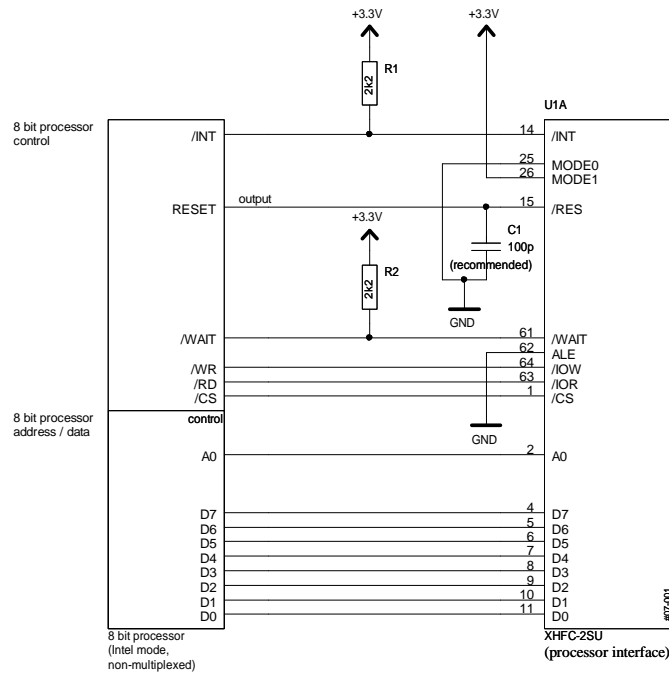 +3.3V +3.3V
R1
2k2
U1A
8 bit processor
control
/INT 14 /INT
25 MODE0
26 MODE1
RESET output 15 /RES
+3.3V
C1
100p
(recommended)
R2
2k2
GND
/WAIT 61 /WAIT
62 ALE
/WR 64 /IOW
/RD 63 /IOR
/CS 1 /CS
8 bit processor
address / data
control
GND
A0 2 A0
D7 4 D7
D6 5 D6
D5 6 D5
D4 7 D4
D3 8 D3
D2 9 D2
D1 10 D1
D0 11 D0
#07-001
8 bit processor
(Intel mode,
non-multiplexed)
XHFC-2SU
(processor interface)